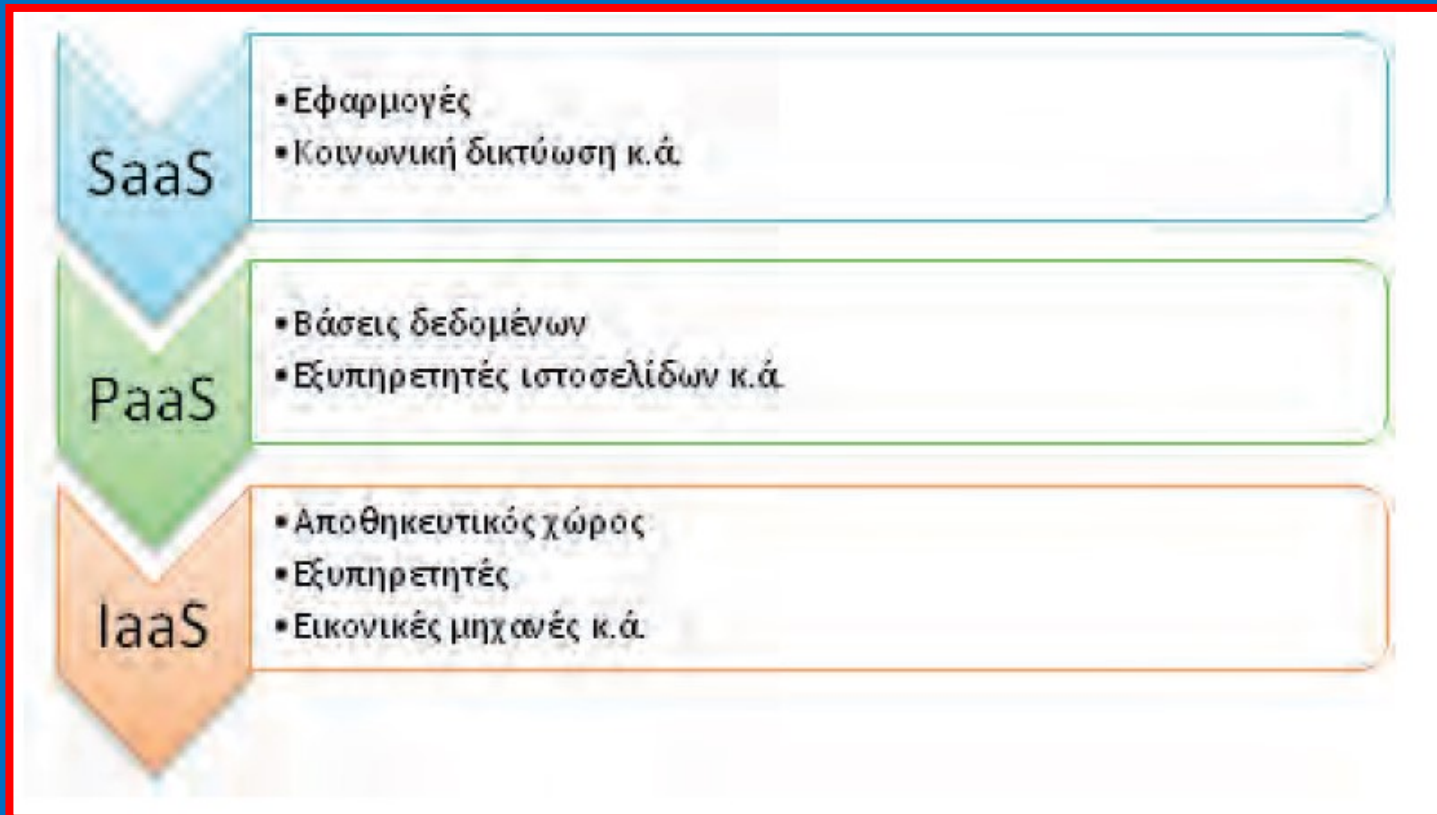 SaaS
•Εφαρμογές
•Κοινωνική δικτύωση κ.ά.
PaaS
•Βάσεις δεδομένων
•Εξυπηρετητές ιστοσελίδων κ.ά.
IaaS
•Αποθηκευτικός χώρος
•Εξυπηρετητές
•Εικονικές μηχανές κ.ά.